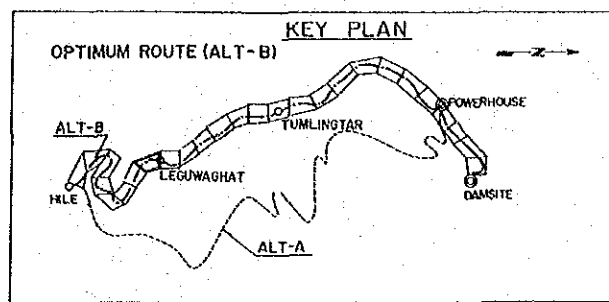 KEY PLAN
OPTIMUM ROUTE (ALT-B)
N
POWERHOUSE
TUMLINGTAR
ALT-B
LEGUWAGHAT
HILE
DAMSITE
ALT-A